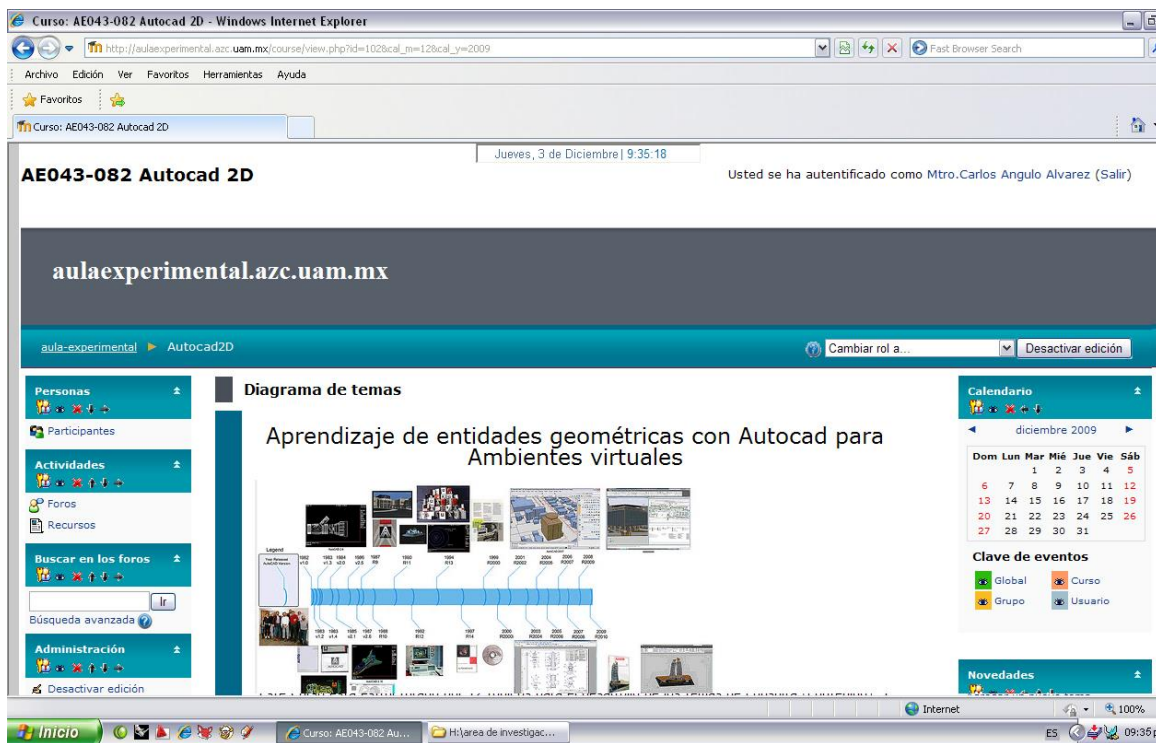 Curso: AE043-082 Autocad 2D - Windows Internet Explorer
http://aulaexperimental.azc.uam.mx/course/view.php?id=102&cal_m=12&cal_y=2009
Fast Browser Search
Archivo Edición Ver Favoritos Herramientas Ayuda
Favoritos
Curso: AE043-082 Autocad 2D
Jueves, 3 de Diciembre| 9:35:18
AE043-082 Autocad 2D
Usted se ha autentificado como Mtro.Carlos Angulo Alvarez (Salir)
aulaexperimental.azc.uam.mx
aula-experimental ► Autocad2D
Cambiar rol a...
Desactivar edición
Personas
Participantes
Actividades
Foros
Recursos
Buscar en los foros
Ir
Búsqueda avanzada
Administración
Desactivar edición
Diagrama de temas
Aprendizaje de entidades geométricas con Autocad para
Ambientes virtuales
Legend
Calendario
diciembre 2009
Dom Lun Mar Mié Jue Vie Sáb
1 2 3 4 5
6 7 8 9 10 11 12
13 14 15 16 17 18 19
20 21 22 23 24 25 26
27 28 29 30 31
Clave de eventos
Global Curso
Grupo Usuario
Novedades
Internet
100%
Inicio
Curso: AE043-082 Au...
H:\area de investigac...
ES
09:35